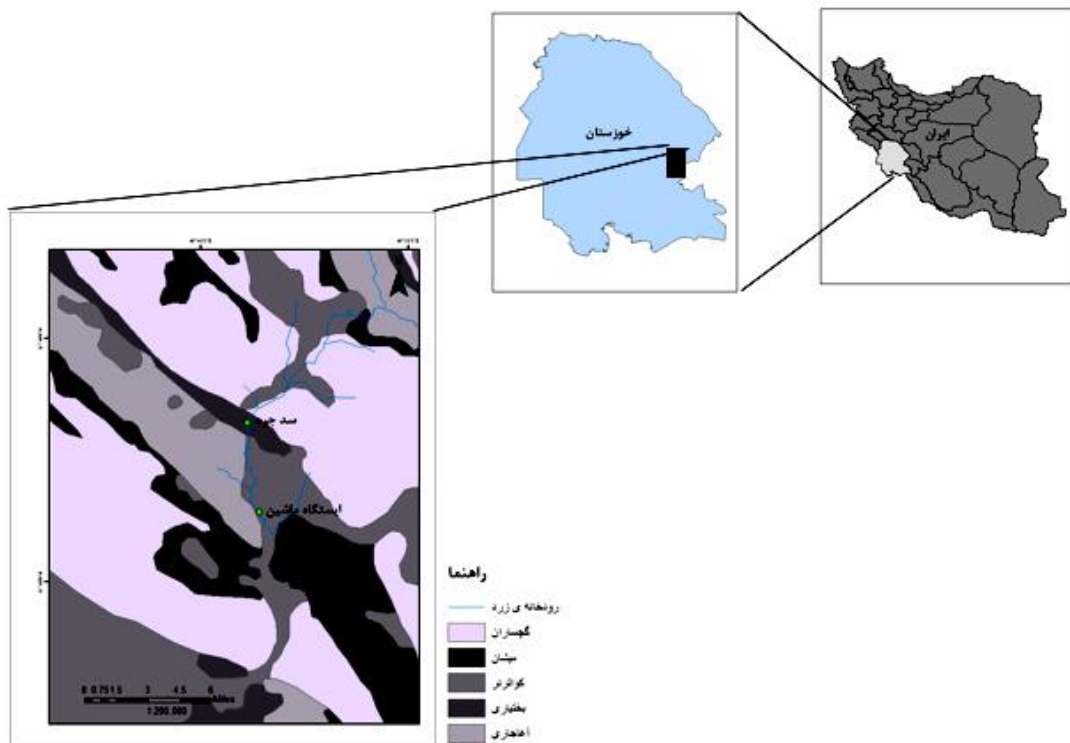 ایران
خوزستان
سد جره
ایستگاه ماشین
0 0.75 1.5 3 4.5 6 Miles
1:200,000
راهنما
رودخانه ی زرد
گچساران
میشان
کواترنر
بختیاری
آغاجاری